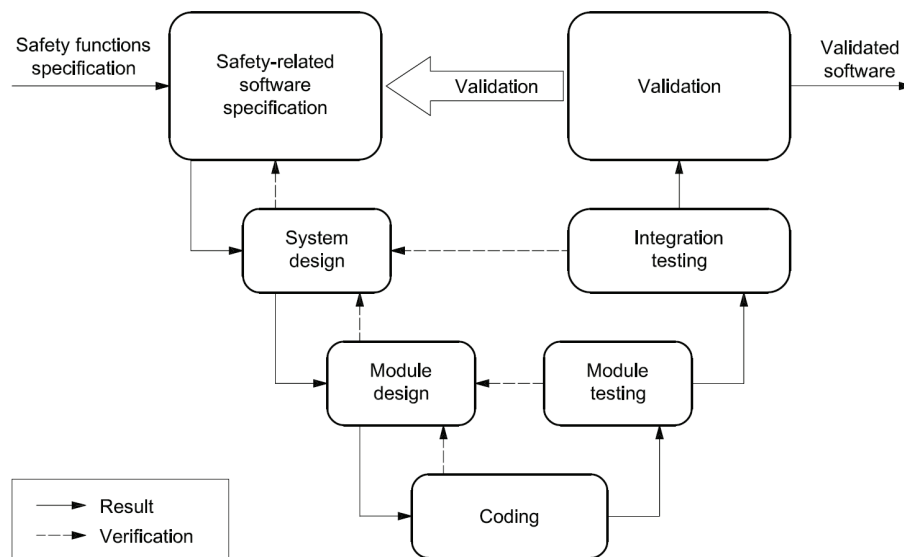 Safety functions
specification
Safety-related
software
specification
Validation
Validation
Validated
software
System
design
Integration
testing
Module
design
Module
testing
Coding
Result
Verification